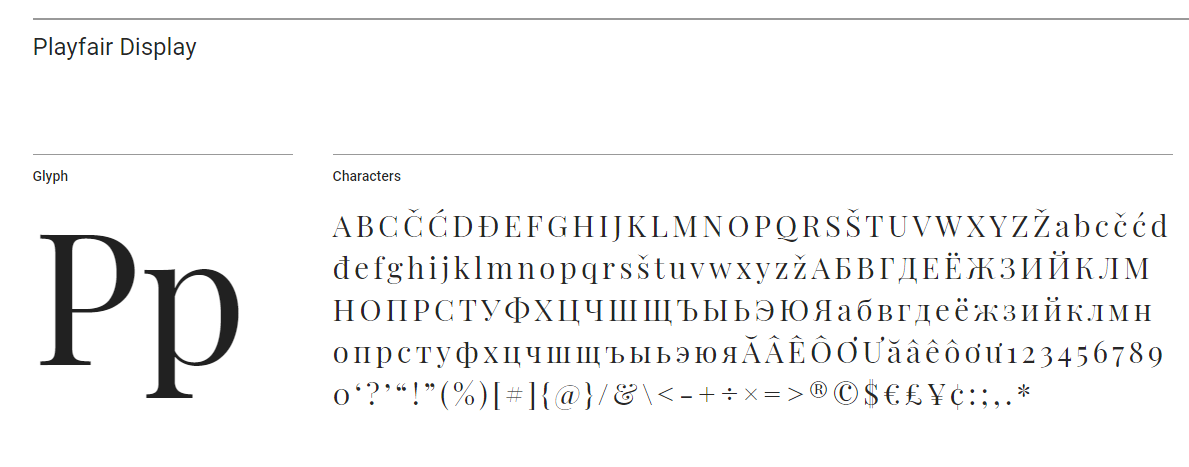 Playfair Display
Glyph
Characters
Pp
ABCČĆDĐEFGHIJKLMNOPQRSŠTUVWXYZŽabcčćd
đefghijklmnopqrsštuvwxyzžАБВГДЕЁЖЗИЙКЛМ
НОПРСТУФХЦЧШЩЪЫЬЭЮЯабвгдеёжзийклмн
опрстуфхцчшщъыьэюяĂÂÊÔƠƯăâêôơư123456789
0‘?’“!”(%)[#]{@}/&\<-+÷×=>®©$€£¥¢:;,.*